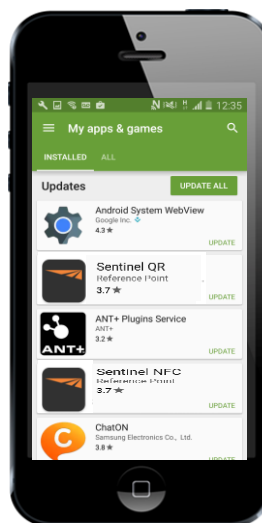 12:35
My apps & games
INSTALLED ALL
Updates UPDATE ALL
Android System WebView
Google Inc.
4.3★
UPDATE
Sentinel QR
Reference Point
3.7★
UPDATE
ANT+ Plugins Service
ANT+
3.2★
ANT+
UPDATE
Sentinel NFC
Reference Point
3.7★
UPDATE
ChatON
Samsung Electronics Co., Ltd.
3.8★
UPDATE